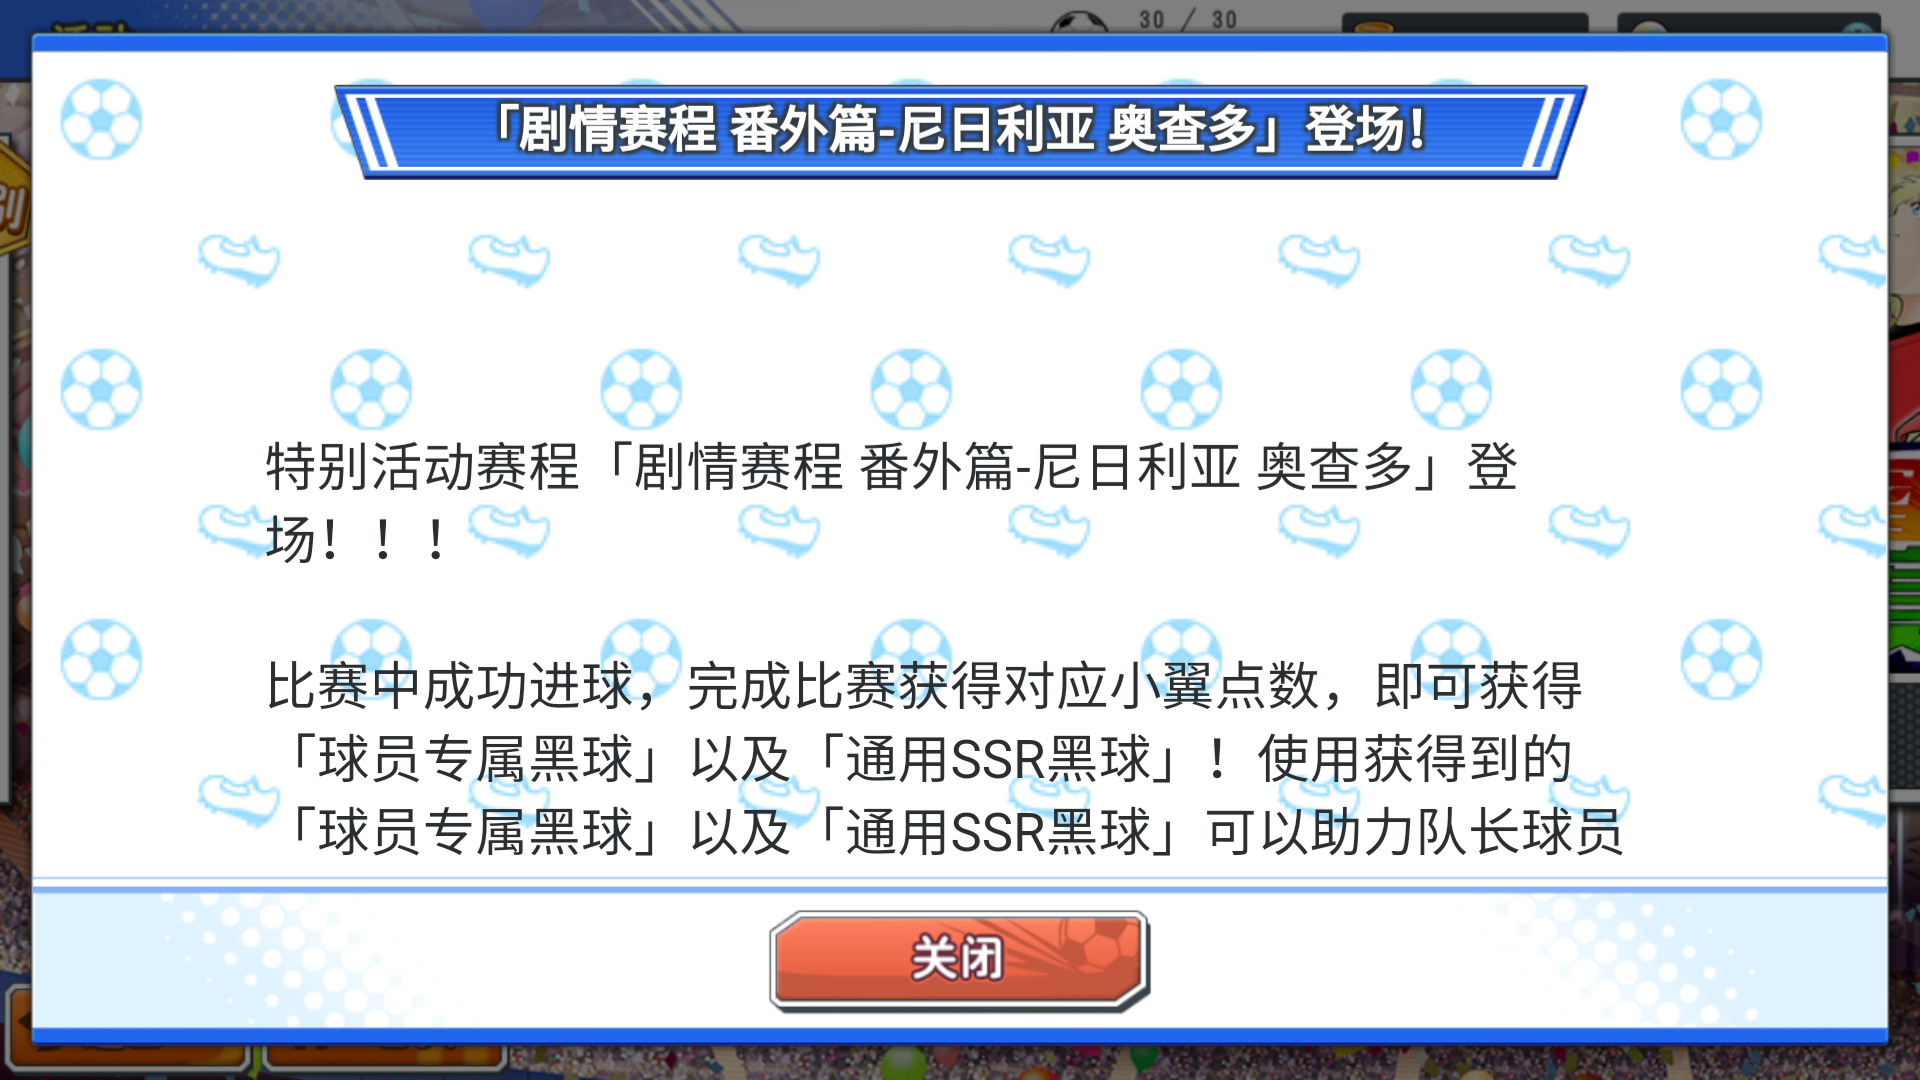 30 / 30
「剧情赛程 番外篇-尼日利亚 奥查多」登场！
特别活动赛程「剧情赛程 番外篇-尼日利亚 奥查多」登
场！！！
比赛中成功进球，完成比赛获得对应小翼点数，即可获得
「球员专属黑球」以及「通用SSR黑球」！使用获得到的
「球员专属黑球」以及「通用SSR黑球」可以助力队长球员
关闭